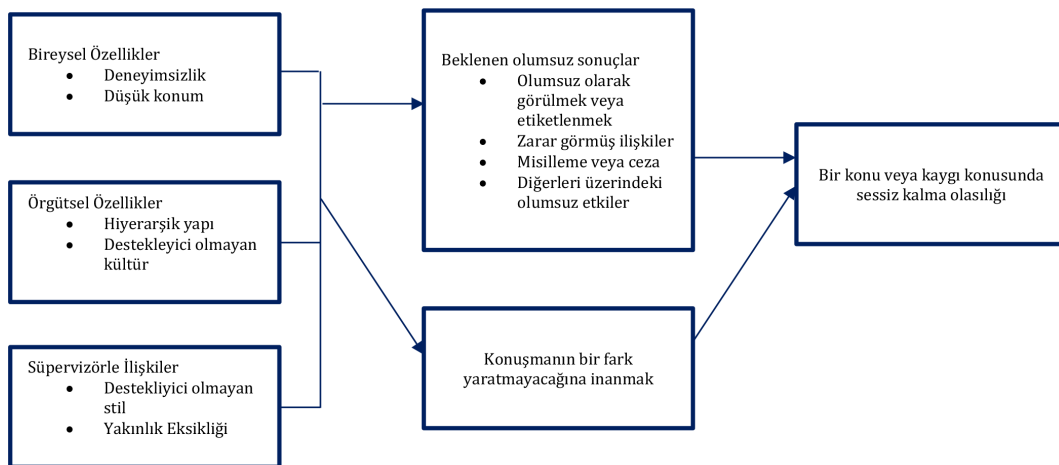 Bireysel Özellikler
• Deneyimsizlik
• Düşük konum
Örgütsel Özellikler
• Hiyerarşik yapı
• Destekleyici olmayan
kültür
Süpervizörle İlişkiler
• Destekliyici olmayan
stil
• Yakınlık Eksikliği
Beklenen olumsuz sonuçlar
• Olumsuz olarak
görülmek veya
etiketlenmek
• Zarar görmüş ilişkiler
• Misilleme veya ceza
• Diğerleri üzerindeki
olumsuz etkiler
Konuşmanın bir fark
yaratmayacağına inanmak
Bir konu veya kaygı konusunda
sessiz kalma olasılığı